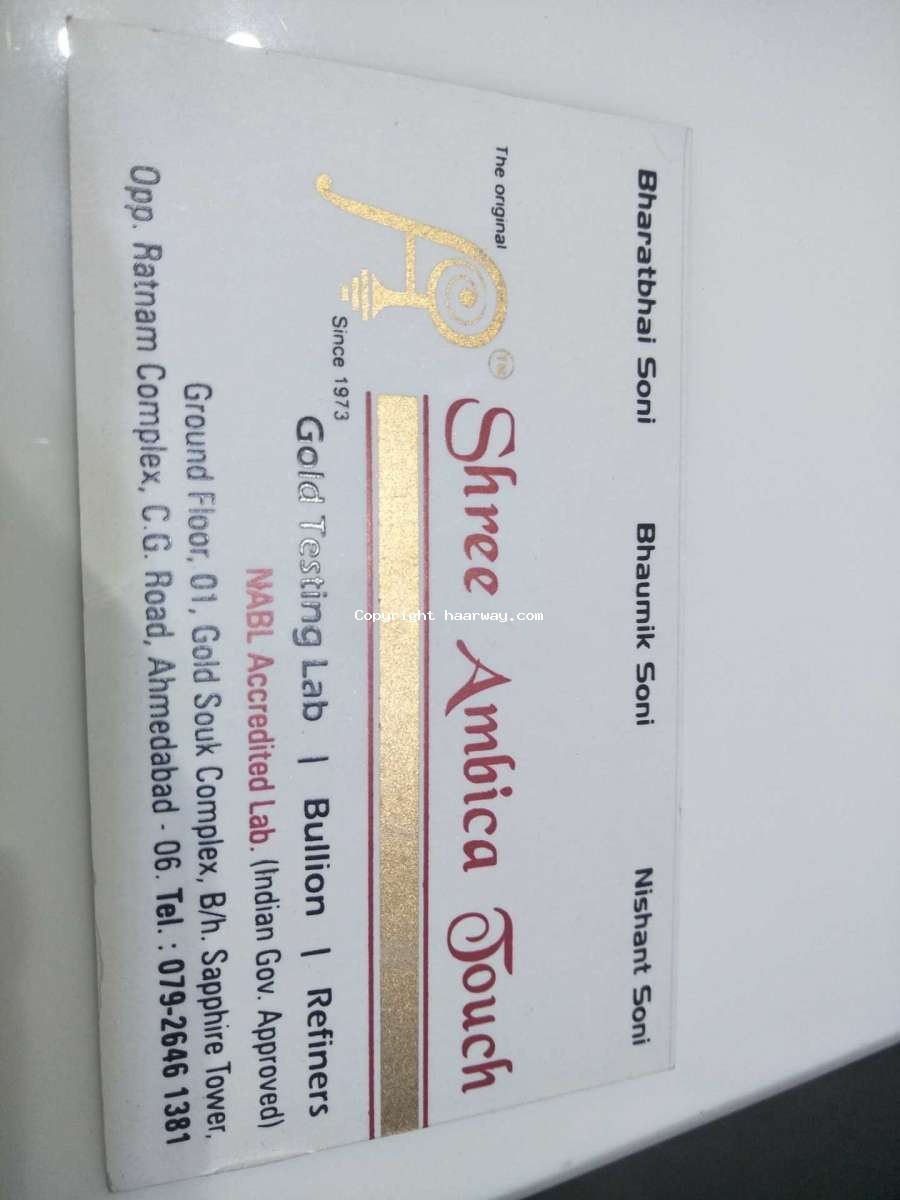 Bharatbhai Soni Bhaumik Soni Nishant Soni
The original
TM
Shree Ambica Touch
Since 1973
Gold Testing Lab | Bullion | Refiners
NABL Accredited Lab. (Indian Gov. Approved)
Ground Floor, 01, Gold Souk Complex, B/h. Sapphire Tower,
Opp. Ratnam Complex, C.G. Road, Ahmedabad - 06. Tel. : 079-2646 1381
Copyright haarway.com